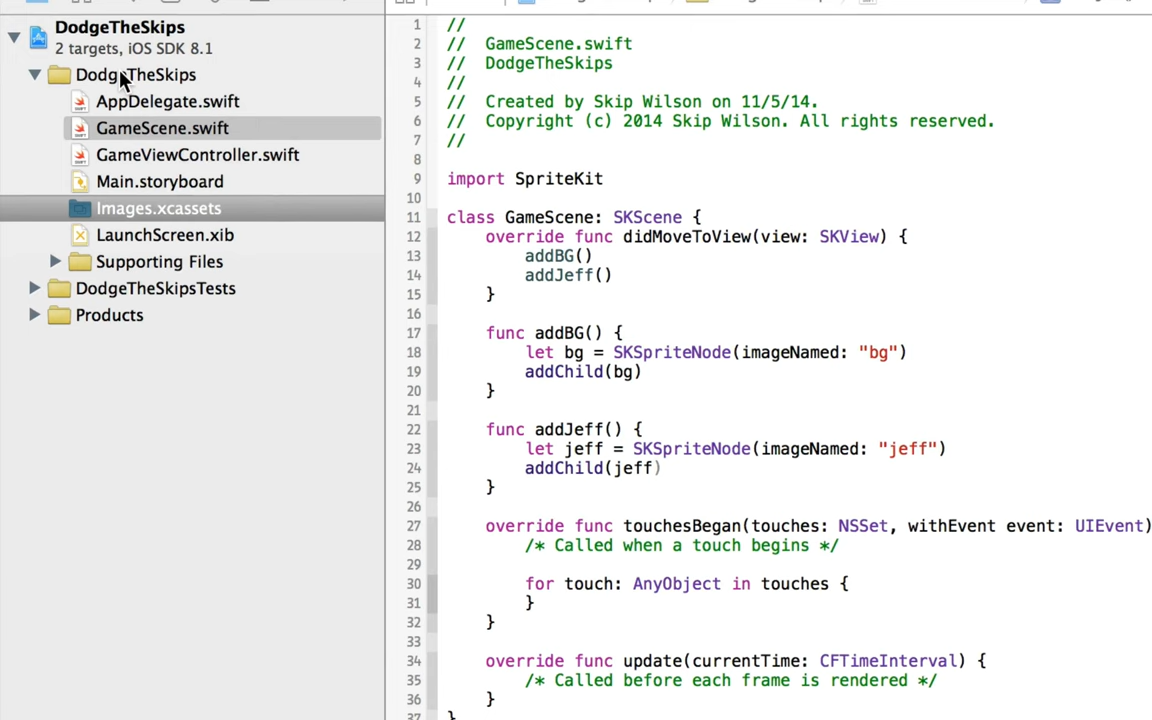 DodgeTheSkips
2 targets, iOS SDK 8.1
DodgeTheSkips
AppDelegate.swift
GameScene.swift
GameViewController.swift
Main.storyboard
Images.xcassets
LaunchScreen.xib
Supporting Files
DodgeTheSkipsTests
Products
1 //
2 //  GameScene.swift
3 //  DodgeTheSkips
4 //
5 //  Created by Skip Wilson on 11/5/14.
6 //  Copyright (c) 2014 Skip Wilson. All rights reserved.
7 //
8
9 import SpriteKit
10
11 class GameScene: SKScene {
12     override func didMoveToView(view: SKView) {
13         addBG()
14         addJeff()
15     }
16
17     func addBG() {
18         let bg = SKSpriteNode(imageNamed: "bg")
19         addChild(bg)
20     }
21
22     func addJeff() {
23         let jeff = SKSpriteNode(imageNamed: "jeff")
24         addChild(jeff)
25     }
26
27     override func touchesBegan(touches: NSSet, withEvent event: UIEvent)
28         /* Called when a touch begins */
29
30         for touch: AnyObject in touches {
31         }
32     }
33
34     override func update(currentTime: CFTimeInterval) {
35         /* Called before each frame is rendered */
36     }
37 }